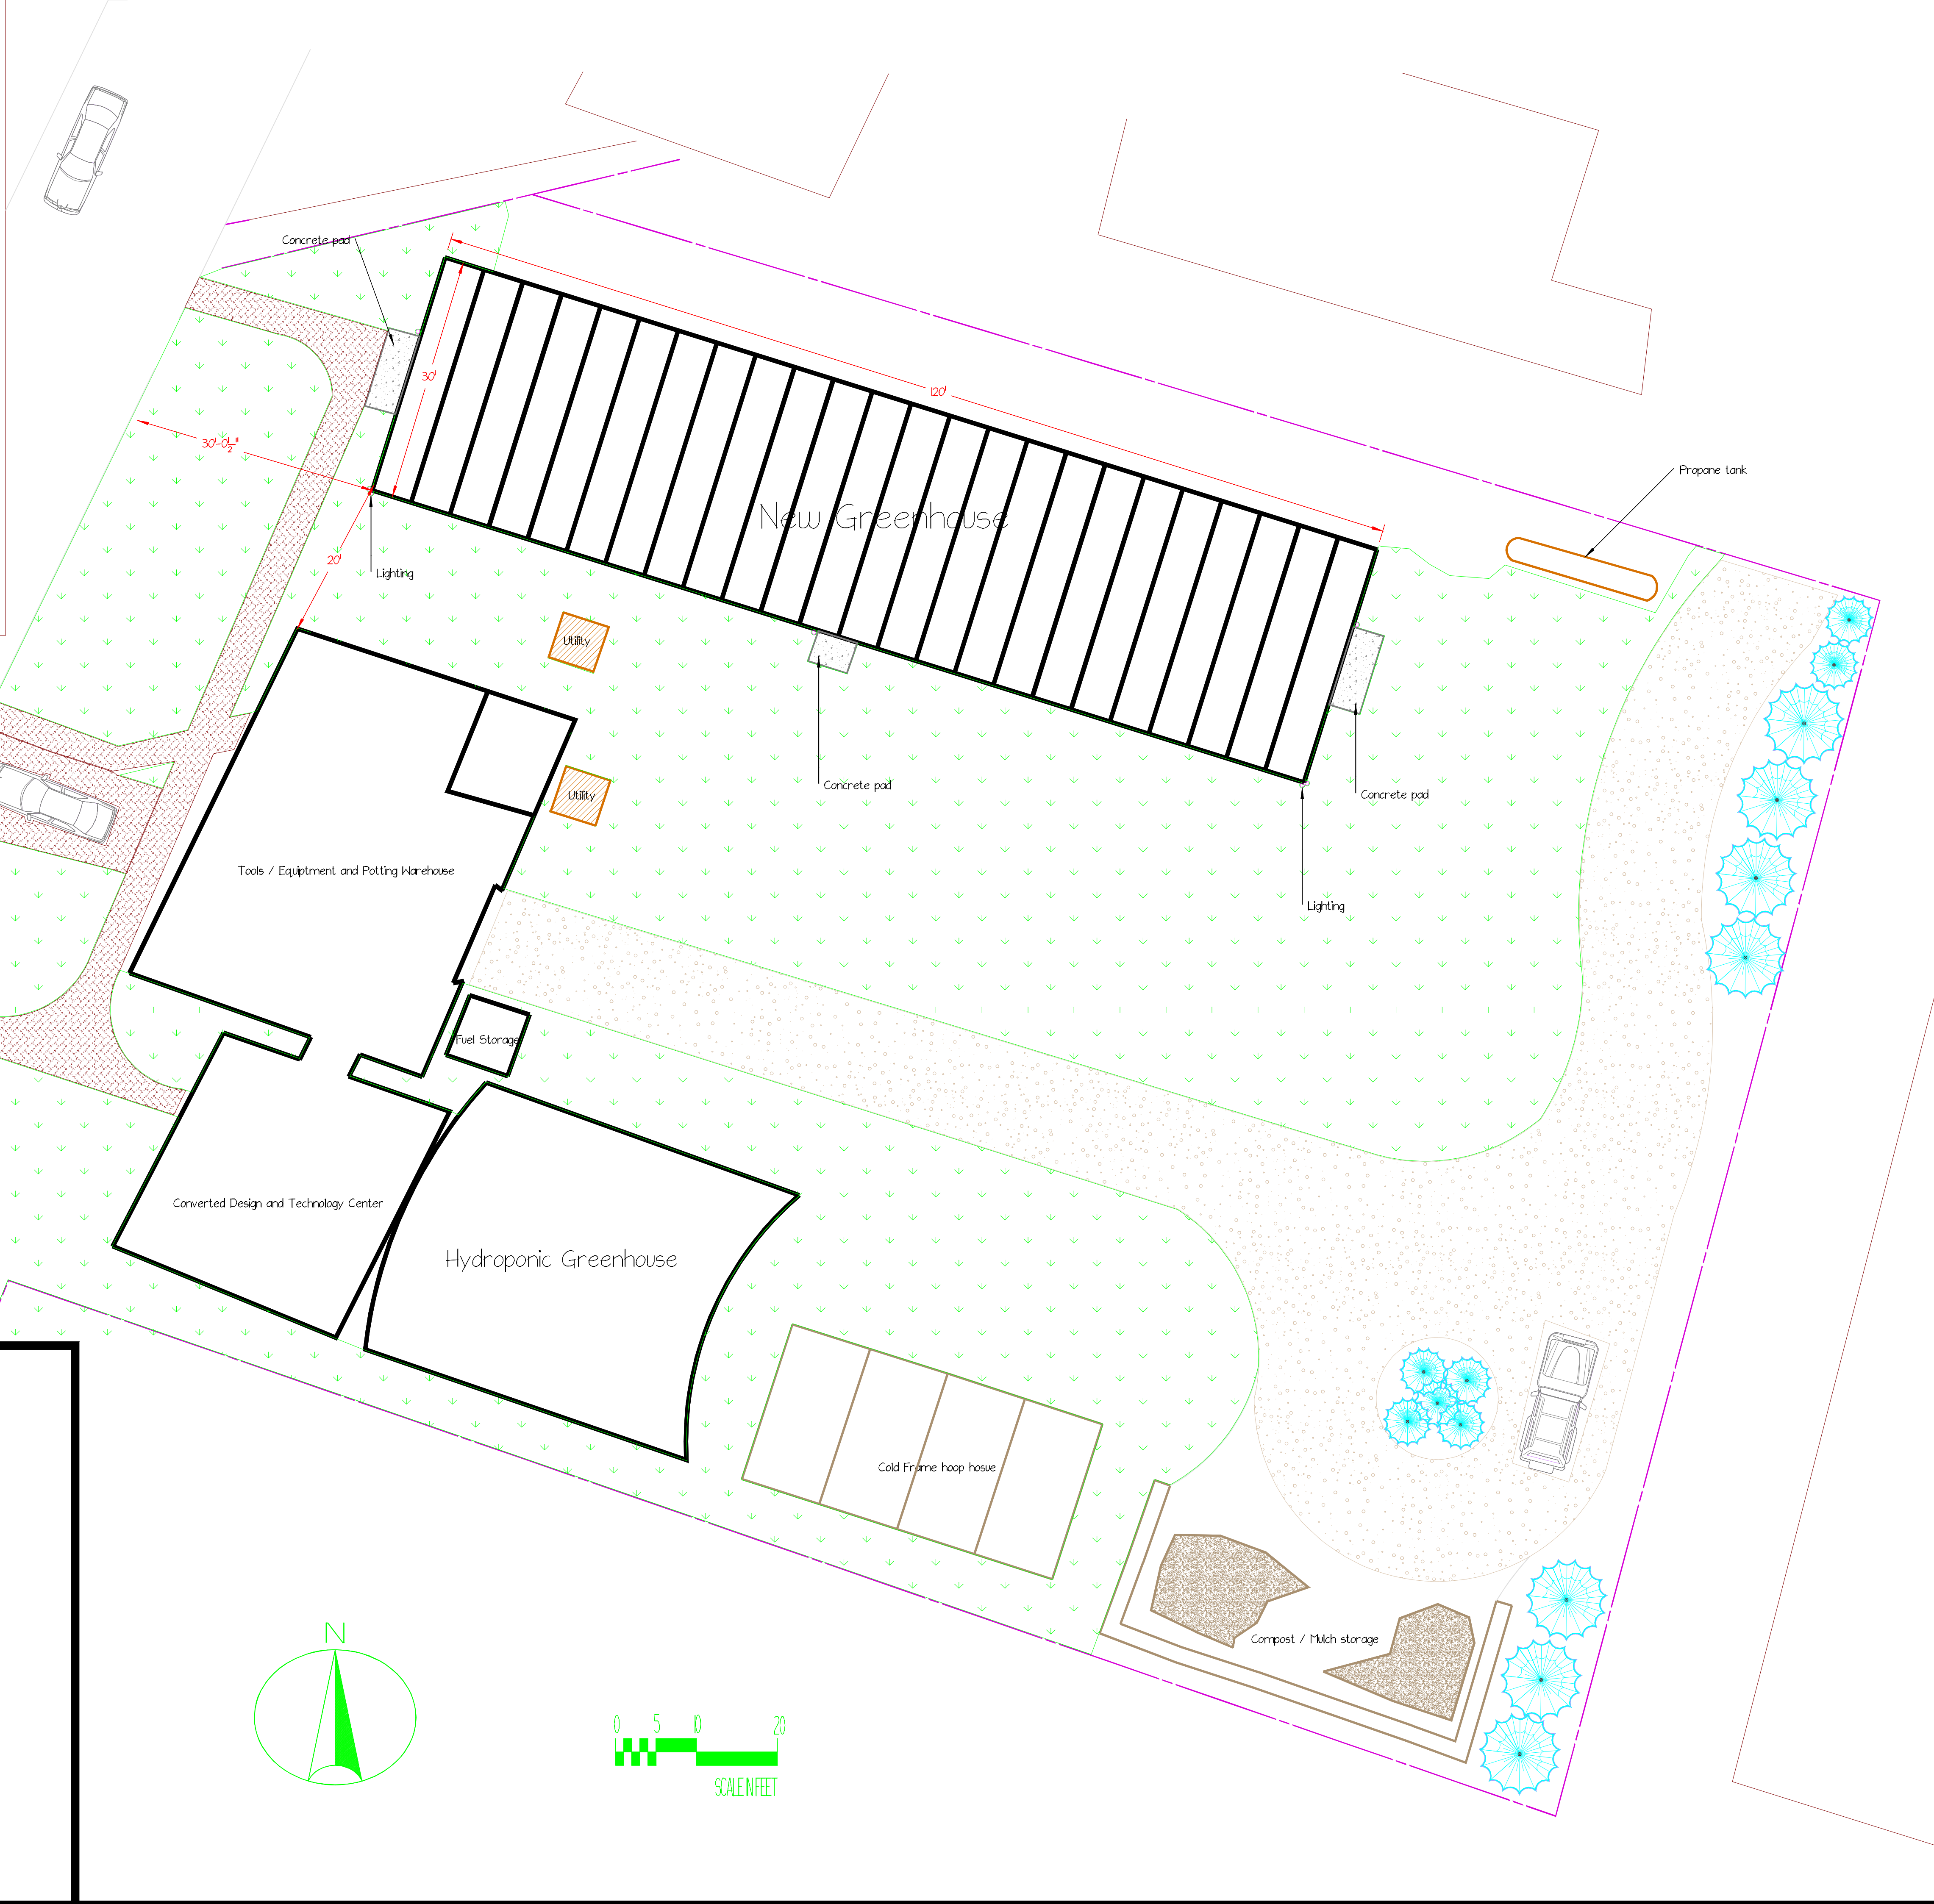 Concrete pad
30'
120'
30'-0½"
Propane tank
New Greenhouse
20'
Lighting
Utility
Concrete pad
Utility
Concrete pad
Tools / Equiptment and Potting Warehouse
Lighting
Fuel Storage
Converted Design and Technology Center
Hydroponic Greenhouse
Cold Frame hoop hosue
Compost / Mulch storage
N
0 5 10 20
SCALE IN FEET